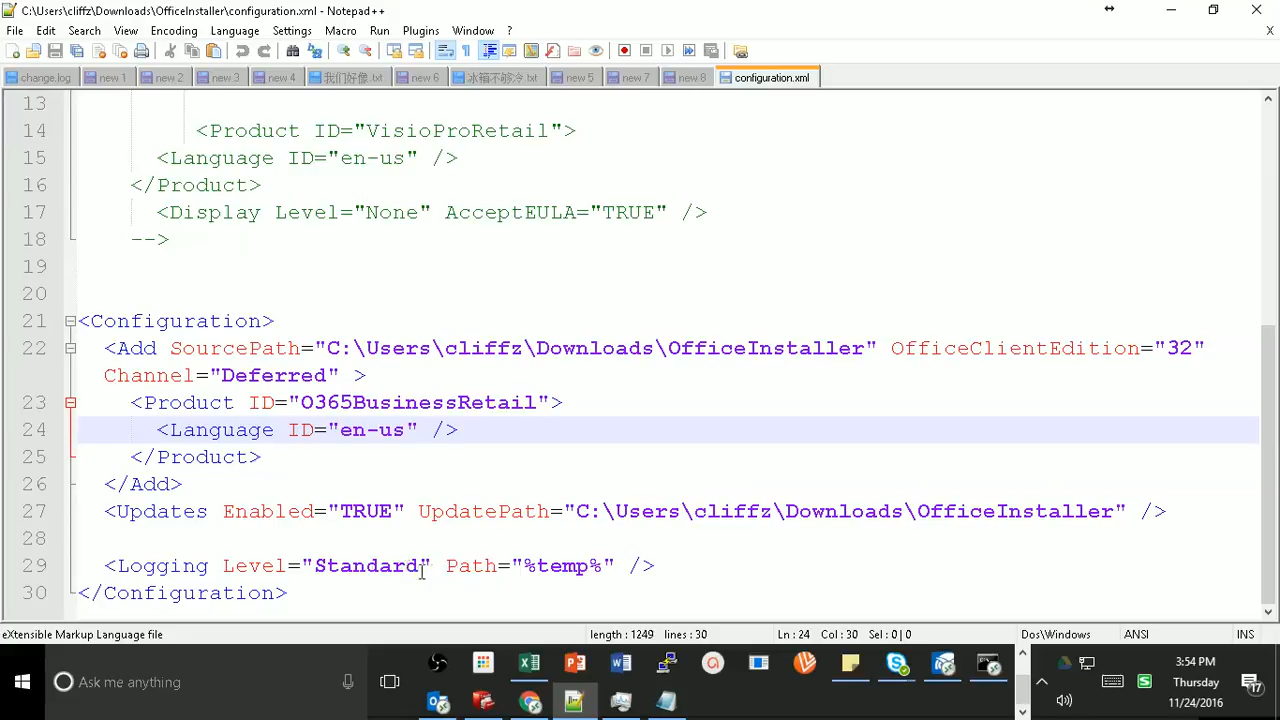 C:\Users\cliffz\Downloads\OfficeInstaller\configuration.xml - Notepad++
File Edit Search View Encoding Language Settings Macro Run Plugins Window ? X
change.log new 1 new 2 new 3 new 4 我们好像.txt new 6 冰箱不够冷.txt new 5 new 7 new 8 configuration.xml
13
14 <Product ID="VisioProRetail">
15 <Language ID="en-us" />
16 </Product>
17 <Display Level="None" AcceptEULA="TRUE" />
18 -->
19
20
21 <Configuration>
22 <Add SourcePath="C:\Users\cliffz\Downloads\OfficeInstaller" OfficeClientEdition="32"
Channel="Deferred" >
23 <Product ID="O365BusinessRetail">
24 <Language ID="en-us" />
25 </Product>
26 </Add>
27 <Updates Enabled="TRUE" UpdatePath="C:\Users\cliffz\Downloads\OfficeInstaller" />
28
29 <Logging Level="Standard" Path="%temp%" />
30 </Configuration>
eXtensible Markup Language file length : 1249 lines : 30 Ln : 24 Col : 30 Sel : 0 | 0 Dos\Windows ANSI INS
Ask me anything
3:54 PM
Thursday
11/24/2016
17